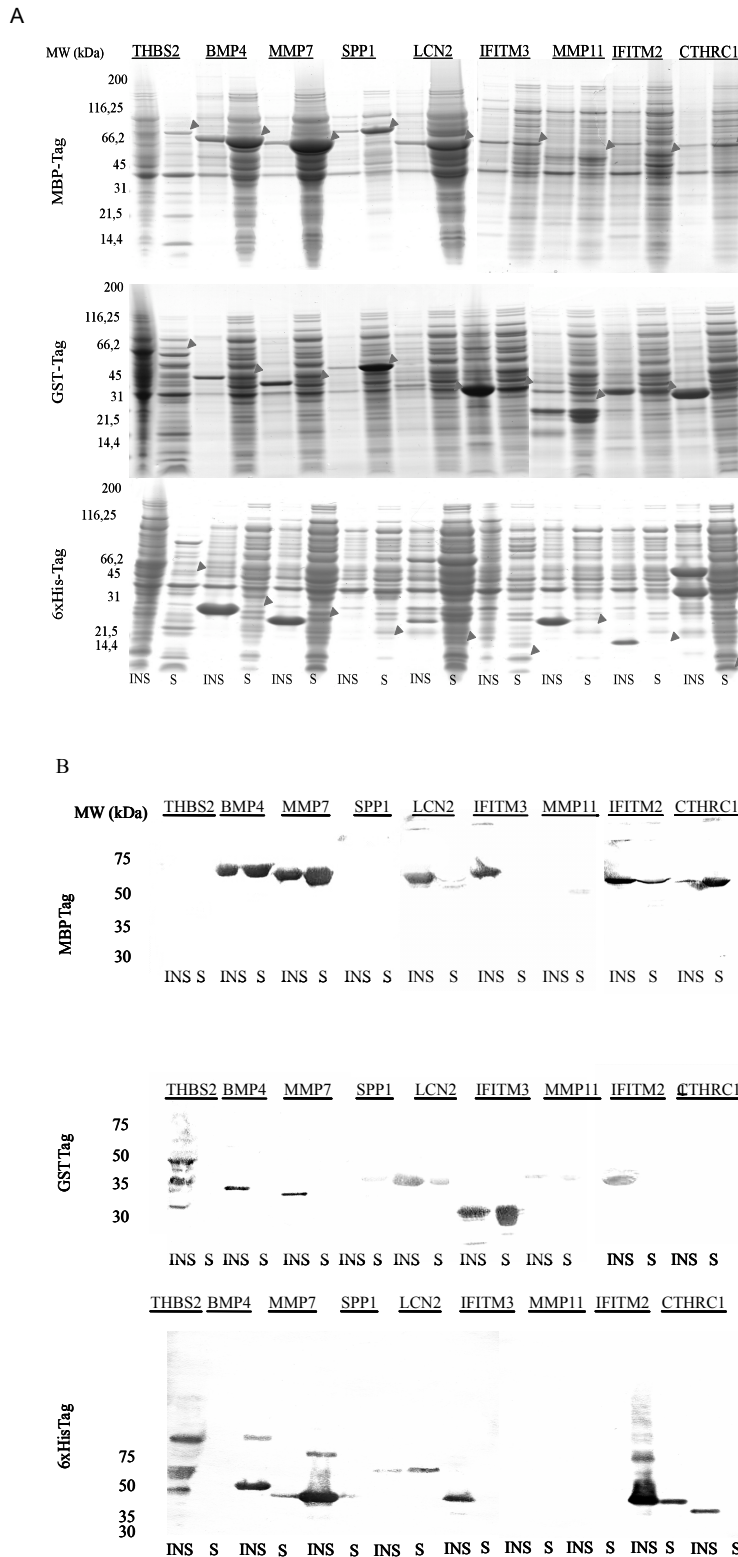 A
MW (kDa) THBS2 BMP4 MMP7 SPP1 LCN2 IFITM3 MMP11 IFITM2 CTHRC1
MBP-Tag
200
116,25
66,2
45
31
21,5
14,4
GST-Tag
200
116,25
66,2
45
31
21,5
14,4
6xHis-Tag
200
116,25
66,2
45
31
21,5
14,4
INS S INS S INS S INS S INS S INS S INS S INS S INS S
B
MW (kDa) THBS2 BMP4 MMP7 SPP1 LCN2 IFITM3 MMP11 IFITM2 CTHRC1
MBPTag
75
50
35
30
INS S INS S INS S INS S INS S INS S INS S INS S INS S
THBS2 BMP4 MMP7 SPP1 LCN2 IFITM3 MMP11 IFITM2 CTHRC1
GSTTag
75
50
35
30
INS S INS S INS S INS S INS S INS S INS S INS S INS S
THBS2 BMP4 MMP7 SPP1 LCN2 IFITM3 MMP11 IFITM2 CTHRC1
6xHisTag
75
50
35
30
INS S INS S INS S INS S INS S INS S INS S INS S INS S